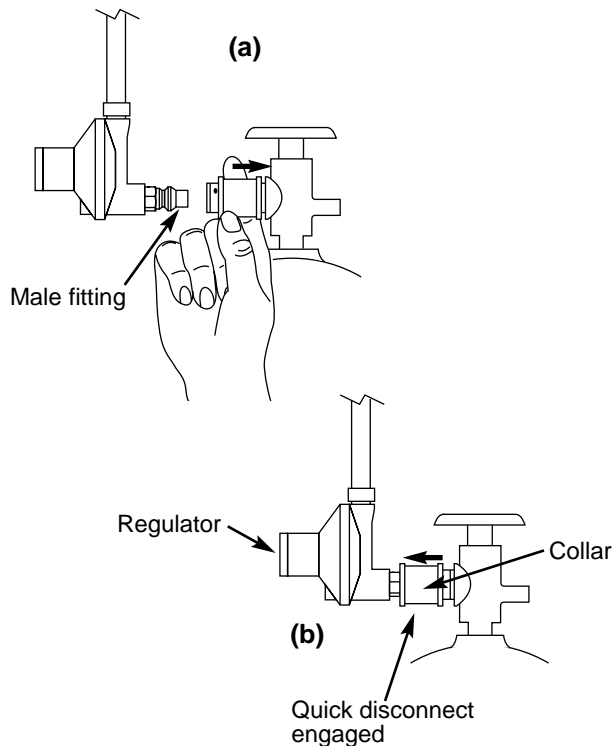 (a)
Male fitting
Regulator
Collar
(b)
Quick disconnect
engaged